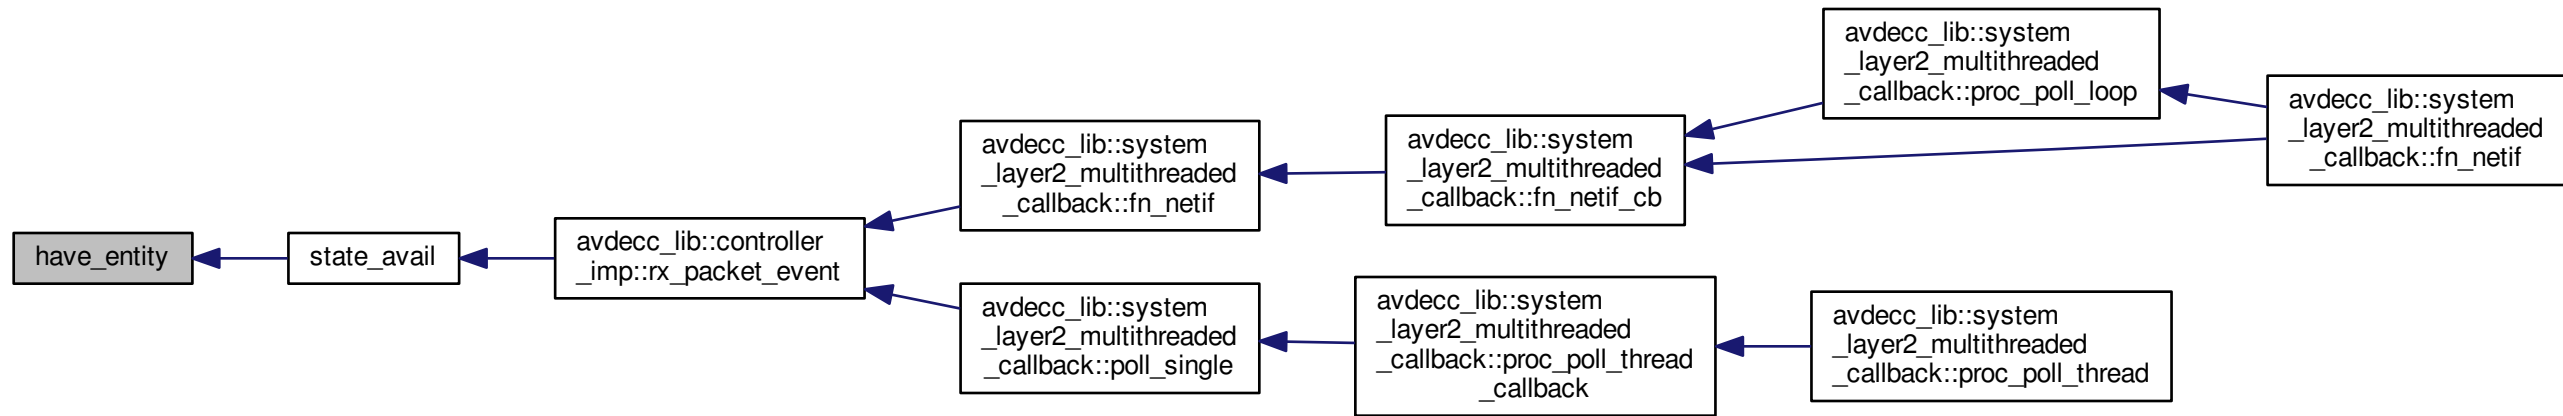 have_entity
state_avail
avdecc_lib::controller
_imp::rx_packet_event
avdecc_lib::system
_layer2_multithreaded
_callback::fn_netif
avdecc_lib::system
_layer2_multithreaded
_callback::fn_netif_cb
avdecc_lib::system
_layer2_multithreaded
_callback::proc_poll_loop
avdecc_lib::system
_layer2_multithreaded
_callback::fn_netif
avdecc_lib::system
_layer2_multithreaded
_callback::poll_single
avdecc_lib::system
_layer2_multithreaded
_callback::proc_poll_thread
_callback
avdecc_lib::system
_layer2_multithreaded
_callback::proc_poll_thread